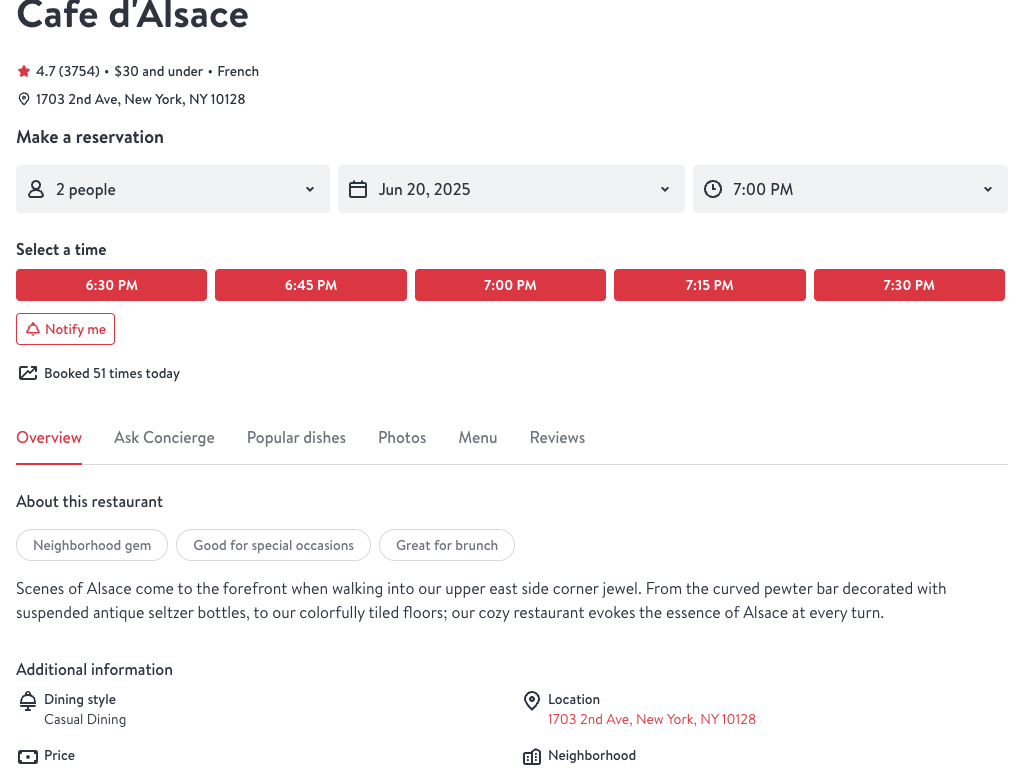 Cafe d'Alsace
4.7 (3754) • $30 and under • French
1703 2nd Ave, New York, NY 10128
Make a reservation
2 people
Jun 20, 2025
7:00 PM
Select a time
6:30 PM
6:45 PM
7:00 PM
7:15 PM
7:30 PM
Notify me
Booked 51 times today
Overview
Ask Concierge
Popular dishes
Photos
Menu
Reviews
About this restaurant
Neighborhood gem
Good for special occasions
Great for brunch
Scenes of Alsace come to the forefront when walking into our upper east side corner jewel. From the curved pewter bar decorated with
suspended antique seltzer bottles, to our colorfully tiled floors; our cozy restaurant evokes the essence of Alsace at every turn.
Additional information
Dining style
Casual Dining
Location
1703 2nd Ave, New York, NY 10128
Price
Neighborhood